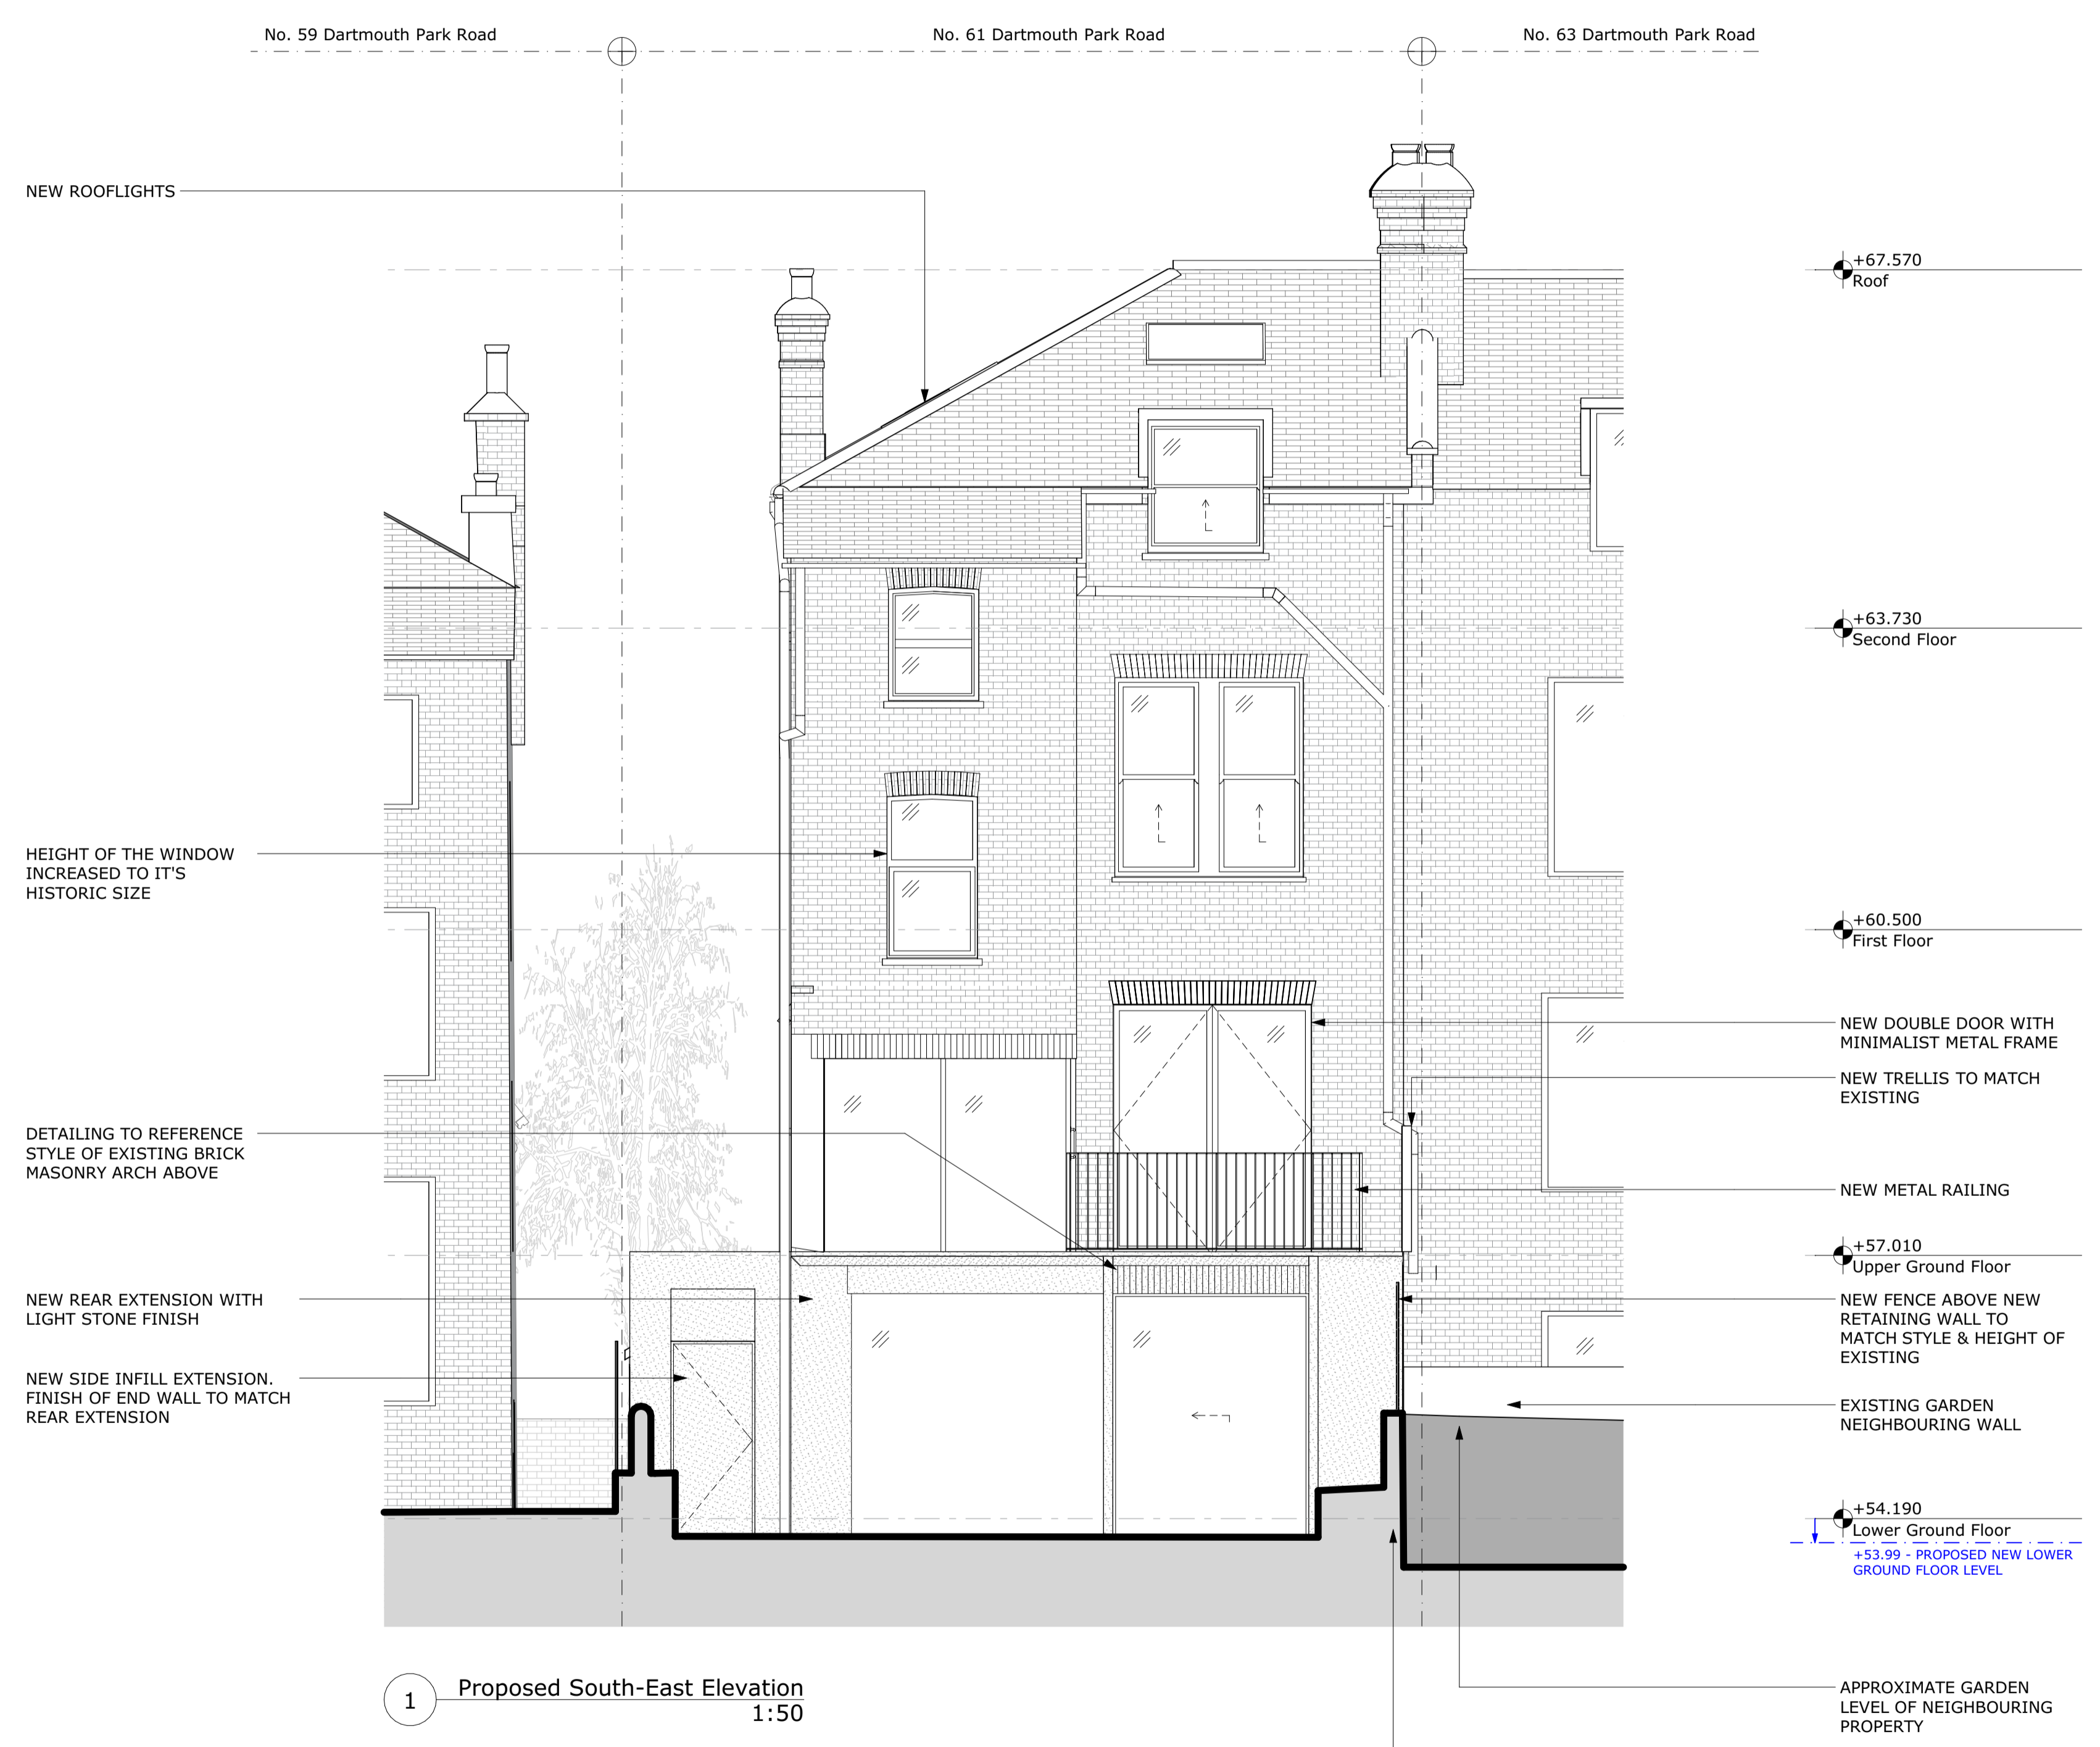 No. 59 Dartmouth Park Road
No. 61 Dartmouth Park Road
No. 63 Dartmouth Park Road
NEW ROOFLIGHTS
+67.570
Roof
+63.730
Second Floor
HEIGHT OF THE WINDOW
INCREASED TO IT'S
HISTORIC SIZE
+60.500
First Floor
NEW DOUBLE DOOR WITH
MINIMALIST METAL FRAME
NEW TRELLIS TO MATCH
EXISTING
DETAILING TO REFERENCE
STYLE OF EXISTING BRICK
MASONRY ARCH ABOVE
NEW METAL RAILING
+57.010
Upper Ground Floor
NEW REAR EXTENSION WITH
LIGHT STONE FINISH
NEW FENCE ABOVE NEW
RETAINING WALL TO
MATCH STYLE & HEIGHT OF
EXISTING
NEW SIDE INFILL EXTENSION.
FINISH OF END WALL TO MATCH
REAR EXTENSION
EXISTING GARDEN
NEIGHBOURING WALL
+54.190
Lower Ground Floor
+53.99 - PROPOSED NEW LOWER
GROUND FLOOR LEVEL
1
Proposed South-East Elevation
1:50
APPROXIMATE GARDEN
LEVEL OF NEIGHBOURING
PROPERTY